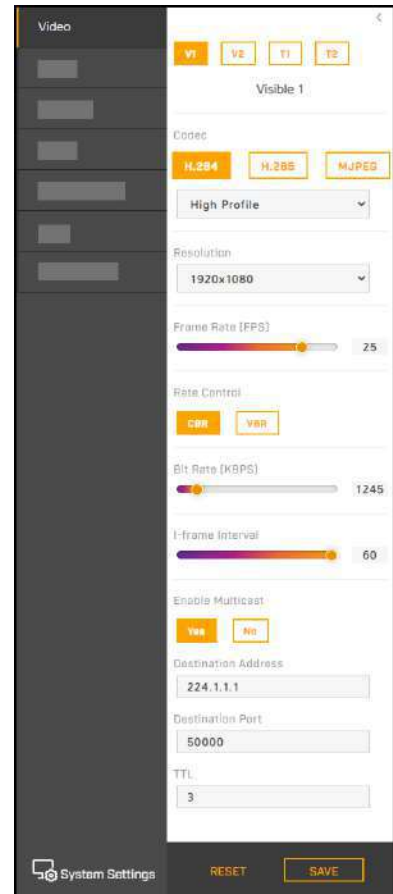 Video
V1 V2 T1 T2
Visible 1
Codec
H.264 H.265 MJPEG
High Profile
Resolution
1920x1080
Frame Rate (FPS)
25
Rate Control
CBR VBR
Bit Rate (KBPS)
1245
I-frame Interval
60
Enable Multicast
Yes No
Destination Address
224.1.1.1
Destination Port
50000
TTL
3
System Settings RESET SAVE